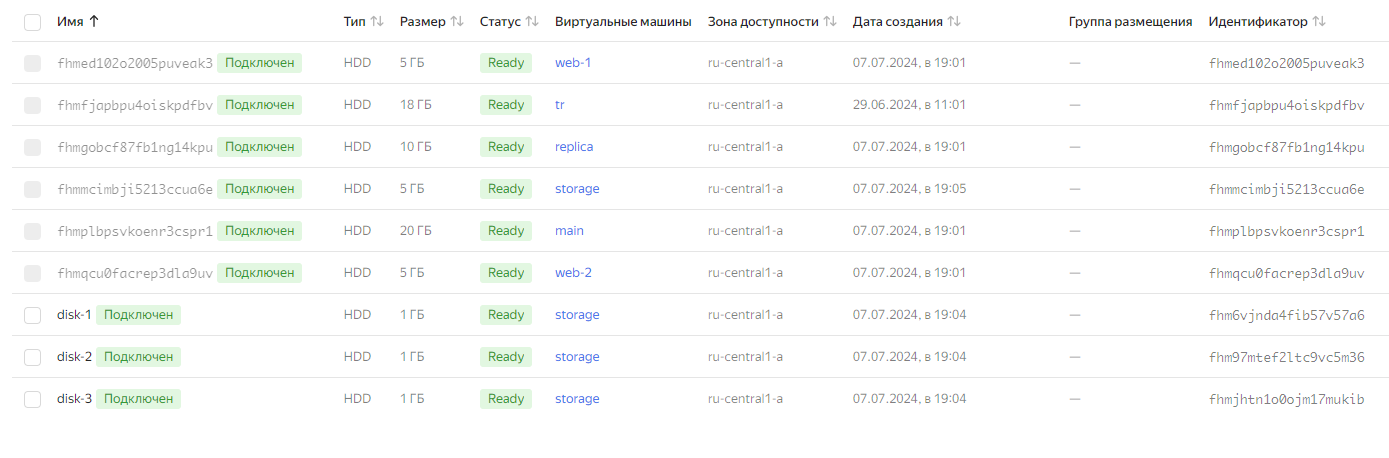 Имя Тип Размер Статус Виртуальные машины Зона доступности Дата создания Группа размещения Идентификатор
fhmed102o2005puveak3 Подключен HDD 5 ГБ Ready web-1 ru-central1-a 07.07.2024, в 19:01 — fhmed102o2005puveak3
fhmfjapbpu4oiskpdfbv Подключен HDD 18 ГБ Ready tr ru-central1-a 29.06.2024, в 11:01 — fhmfjapbpu4oiskpdfbv
fhmgobcf87fb1ng14kpu Подключен HDD 10 ГБ Ready replica ru-central1-a 07.07.2024, в 19:01 — fhmgobcf87fb1ng14kpu
fhmmcimbji5213ccua6e Подключен HDD 5 ГБ Ready storage ru-central1-a 07.07.2024, в 19:05 — fhmmcimbji5213ccua6e
fhmplbpsvkoenr3cspr1 Подключен HDD 20 ГБ Ready main ru-central1-a 07.07.2024, в 19:01 — fhmplbpsvkoenr3cspr1
fhmqcu0facrep3dla9uv Подключен HDD 5 ГБ Ready web-2 ru-central1-a 07.07.2024, в 19:01 — fhmqcu0facrep3dla9uv
disk-1 Подключен HDD 1 ГБ Ready storage ru-central1-a 07.07.2024, в 19:04 — fhm6vjnda4fib57v57a6
disk-2 Подключен HDD 1 ГБ Ready storage ru-central1-a 07.07.2024, в 19:04 — fhm97mtef2ltc9vc5m36
disk-3 Подключен HDD 1 ГБ Ready storage ru-central1-a 07.07.2024, в 19:04 — fhmjhtn1o0ojm17mukib